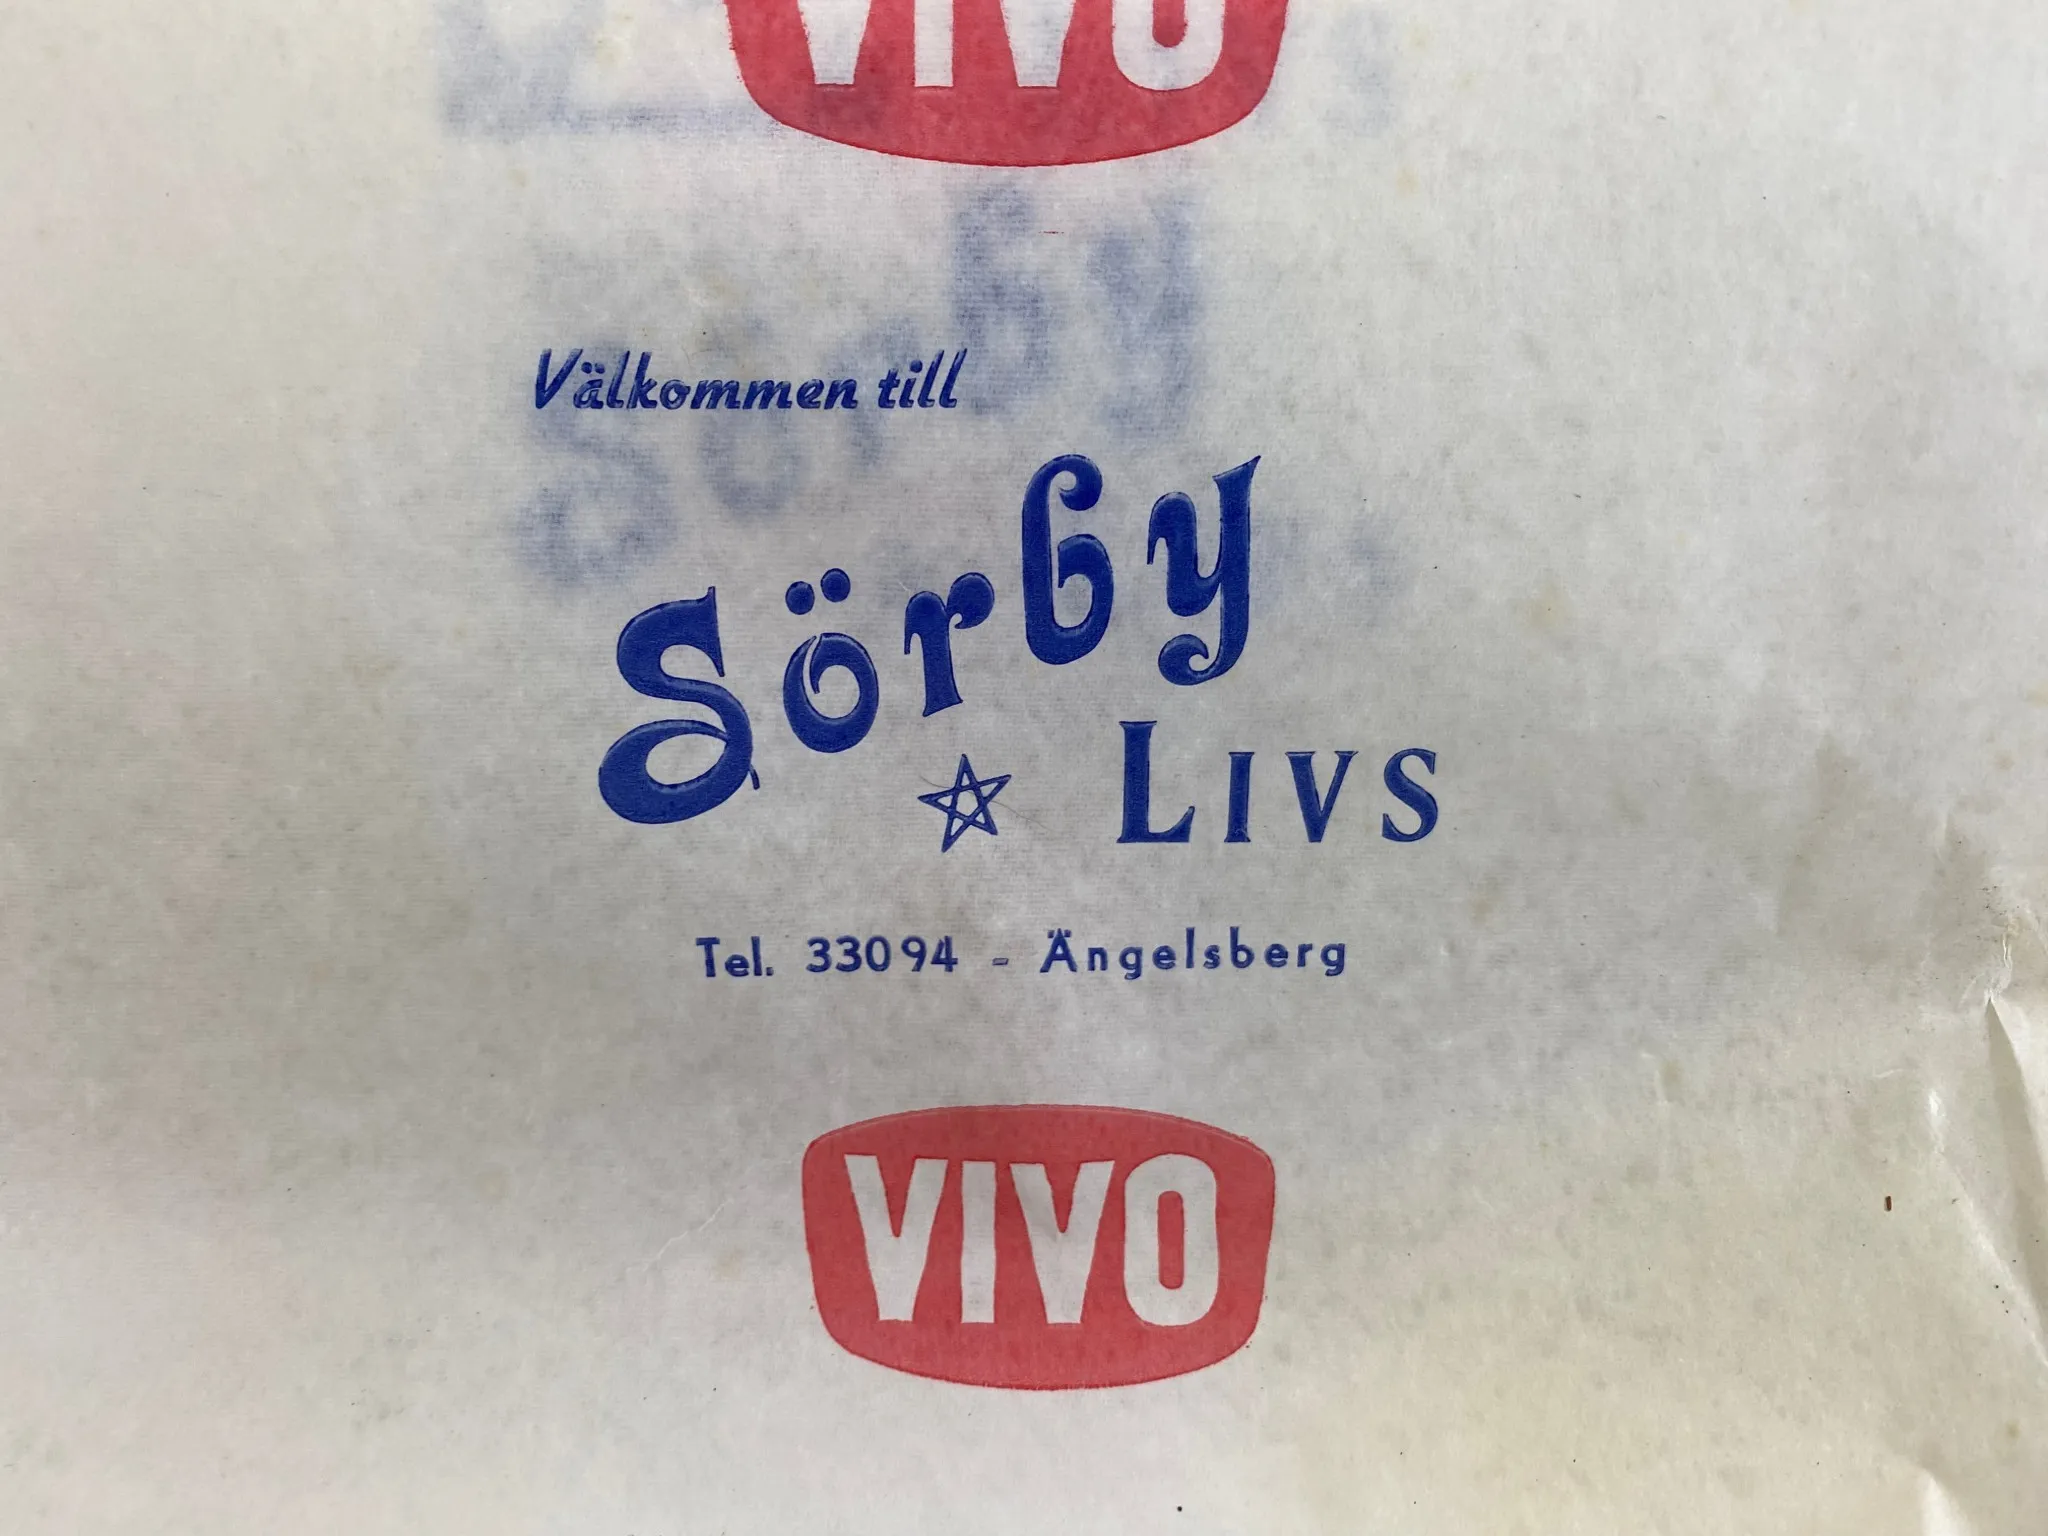 VIVO
Välkommen till
Sörby
LIVS
Tel. 33094 - Ängelsberg
VIVO